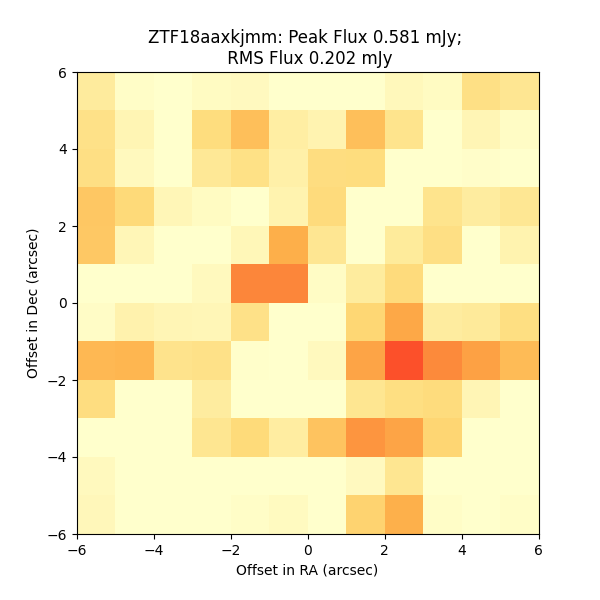 ZTF18aaxkjmm: Peak Flux 0.581 mJy;
RMS Flux 0.202 mJy
6
4
2
0
−2
−4
−6
Offset in Dec (arcsec)
−6 −4 −2 0 2 4 6
Offset in RA (arcsec)